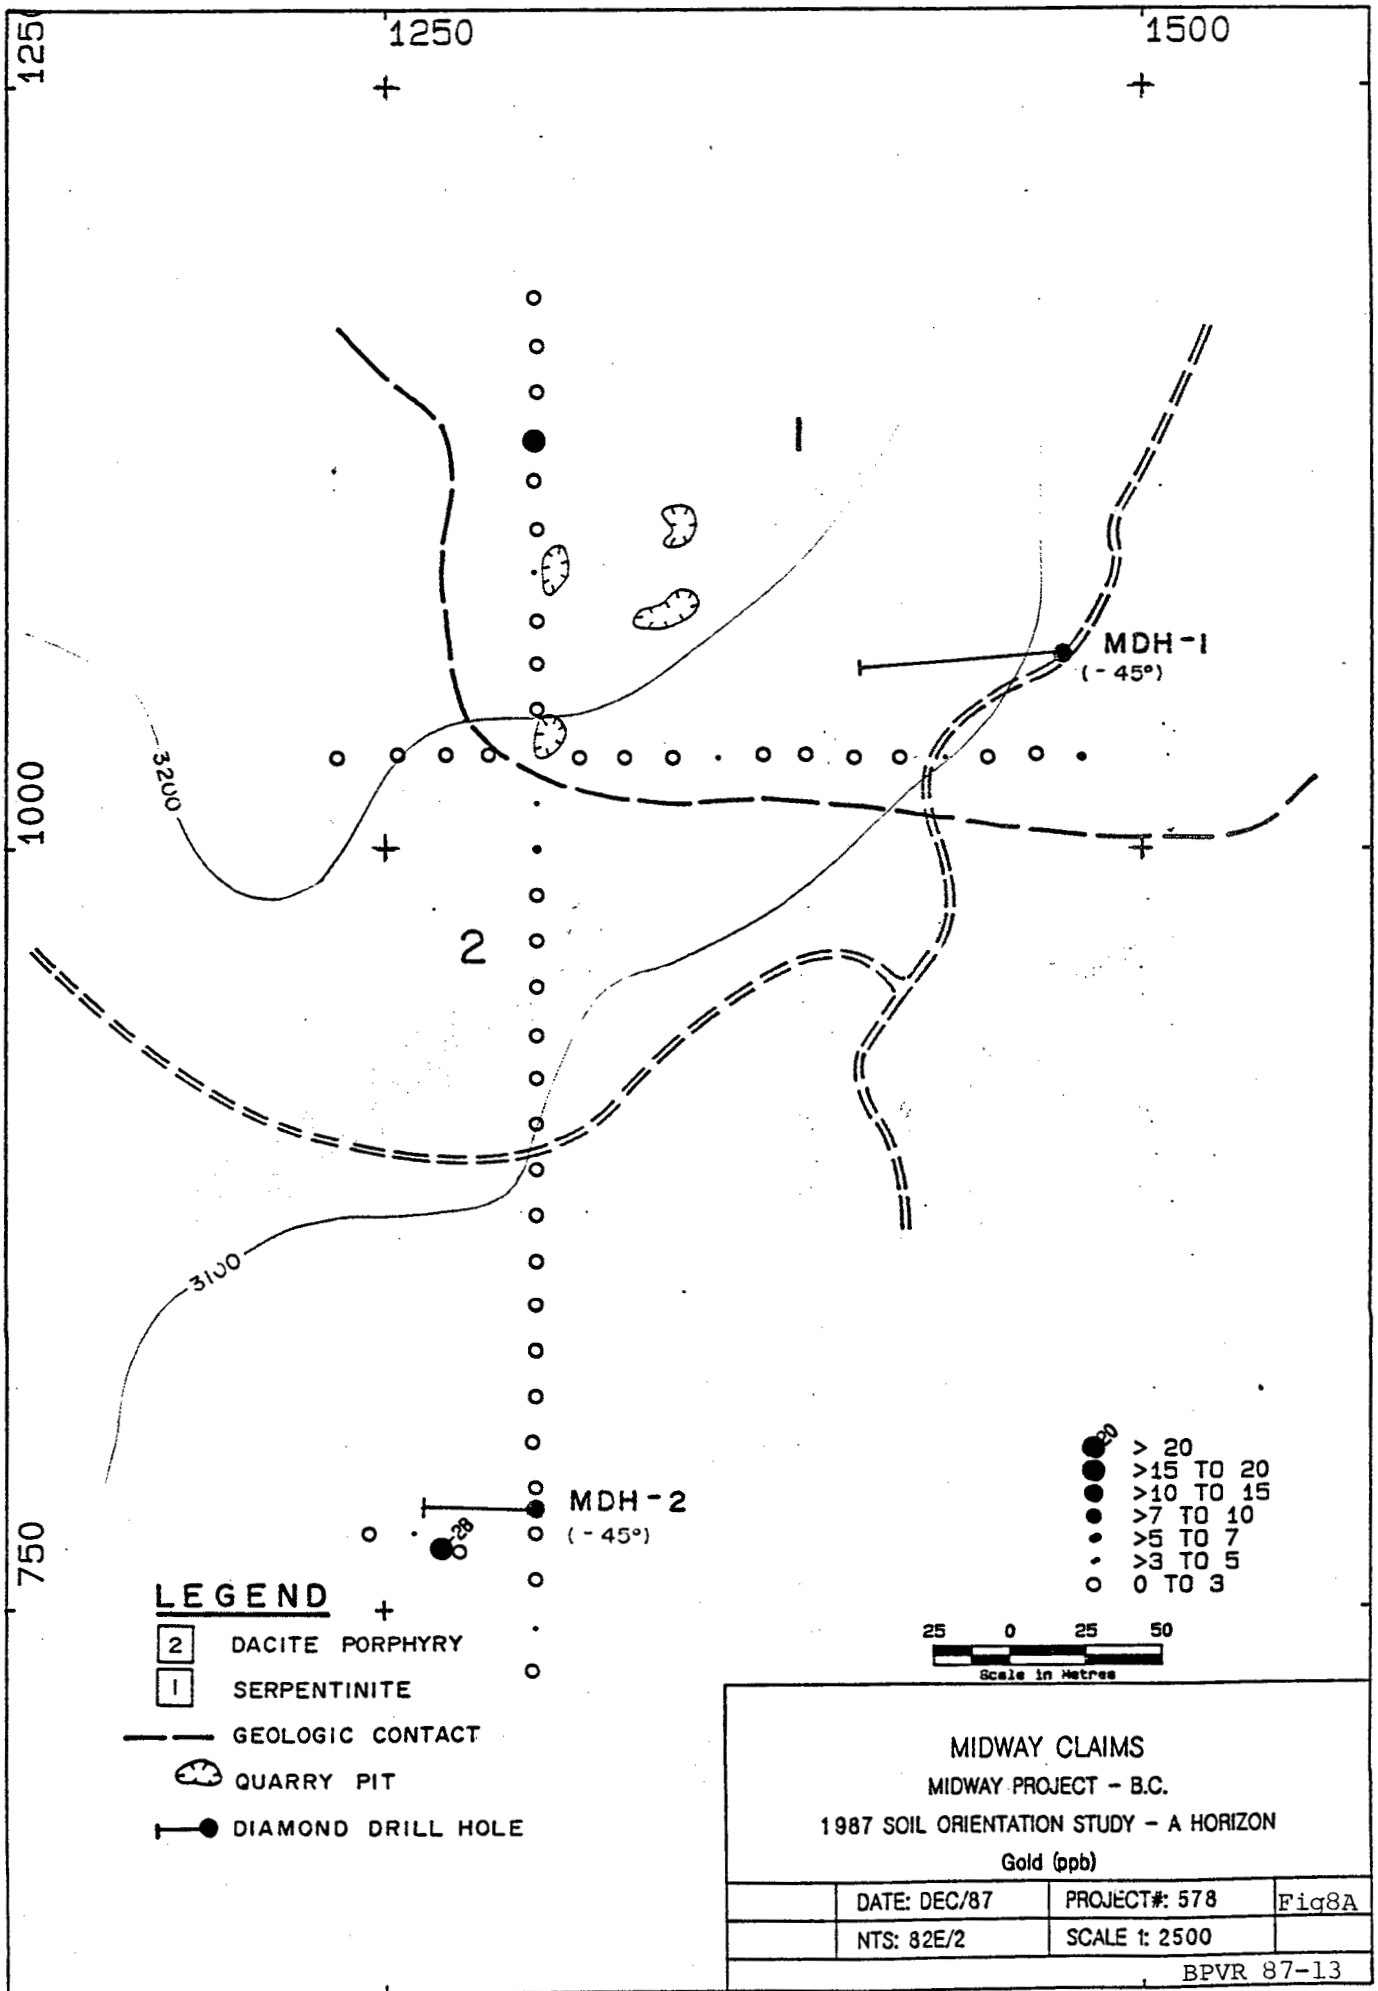 1250
1500
1250
1
MDH-1
(-45°)
3200
1000
2
3100
20
> 20
>15 TO 20
>10 TO 15
>7 TO 10
>5 TO 7
>3 TO 5
0 TO 3
MDH-2
(-45°)
28
750
LEGEND
2 DACITE PORPHYRY
1 SERPENTINITE
GEOLOGIC CONTACT
QUARRY PIT
DIAMOND DRILL HOLE
25 0 25 50
Scale in Metres
MIDWAY CLAIMS
MIDWAY PROJECT - B.C.
1987 SOIL ORIENTATION STUDY - A HORIZON
Gold (ppb)
DATE: DEC/87 PROJECT#: 578 Fig8A
NTS: 82E/2 SCALE 1: 2500
BPVR 87-13